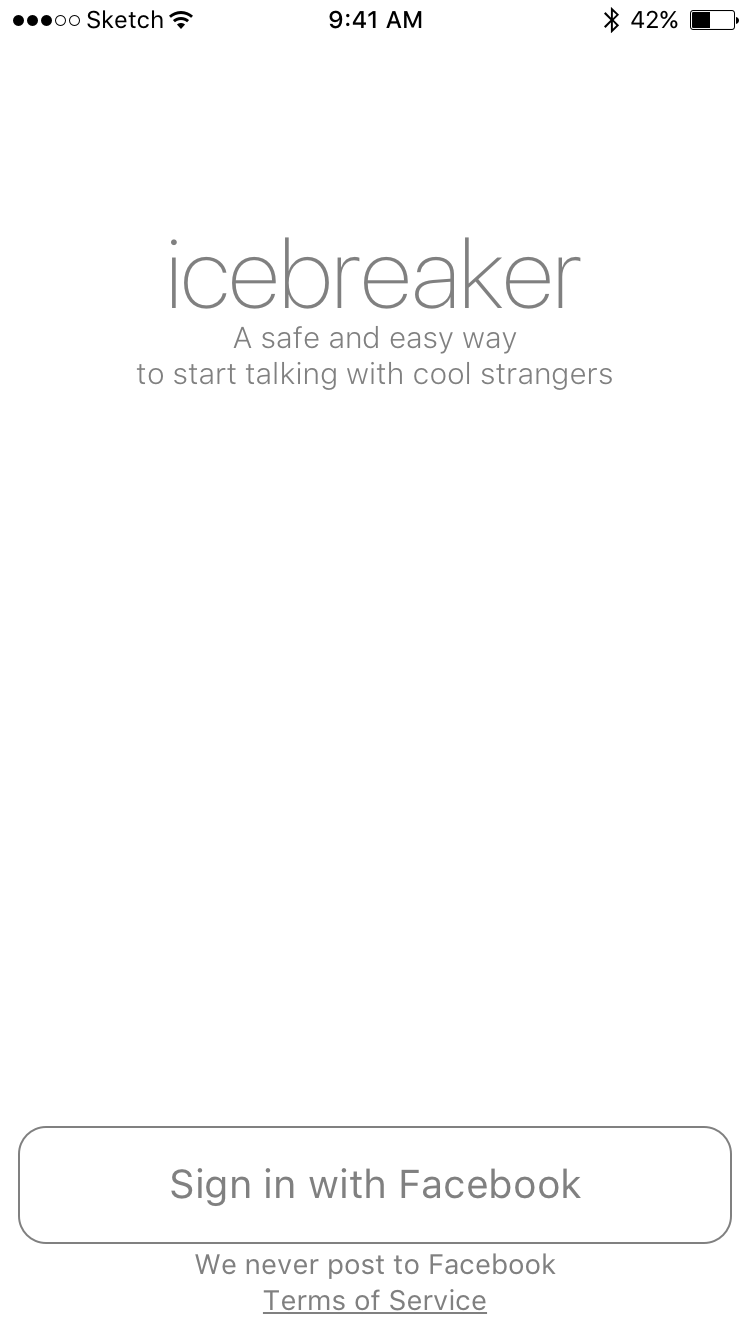 Sketch 9:41 AM 42%
icebreaker
A safe and easy way
to start talking with cool strangers
Sign in with Facebook
We never post to Facebook
Terms of Service